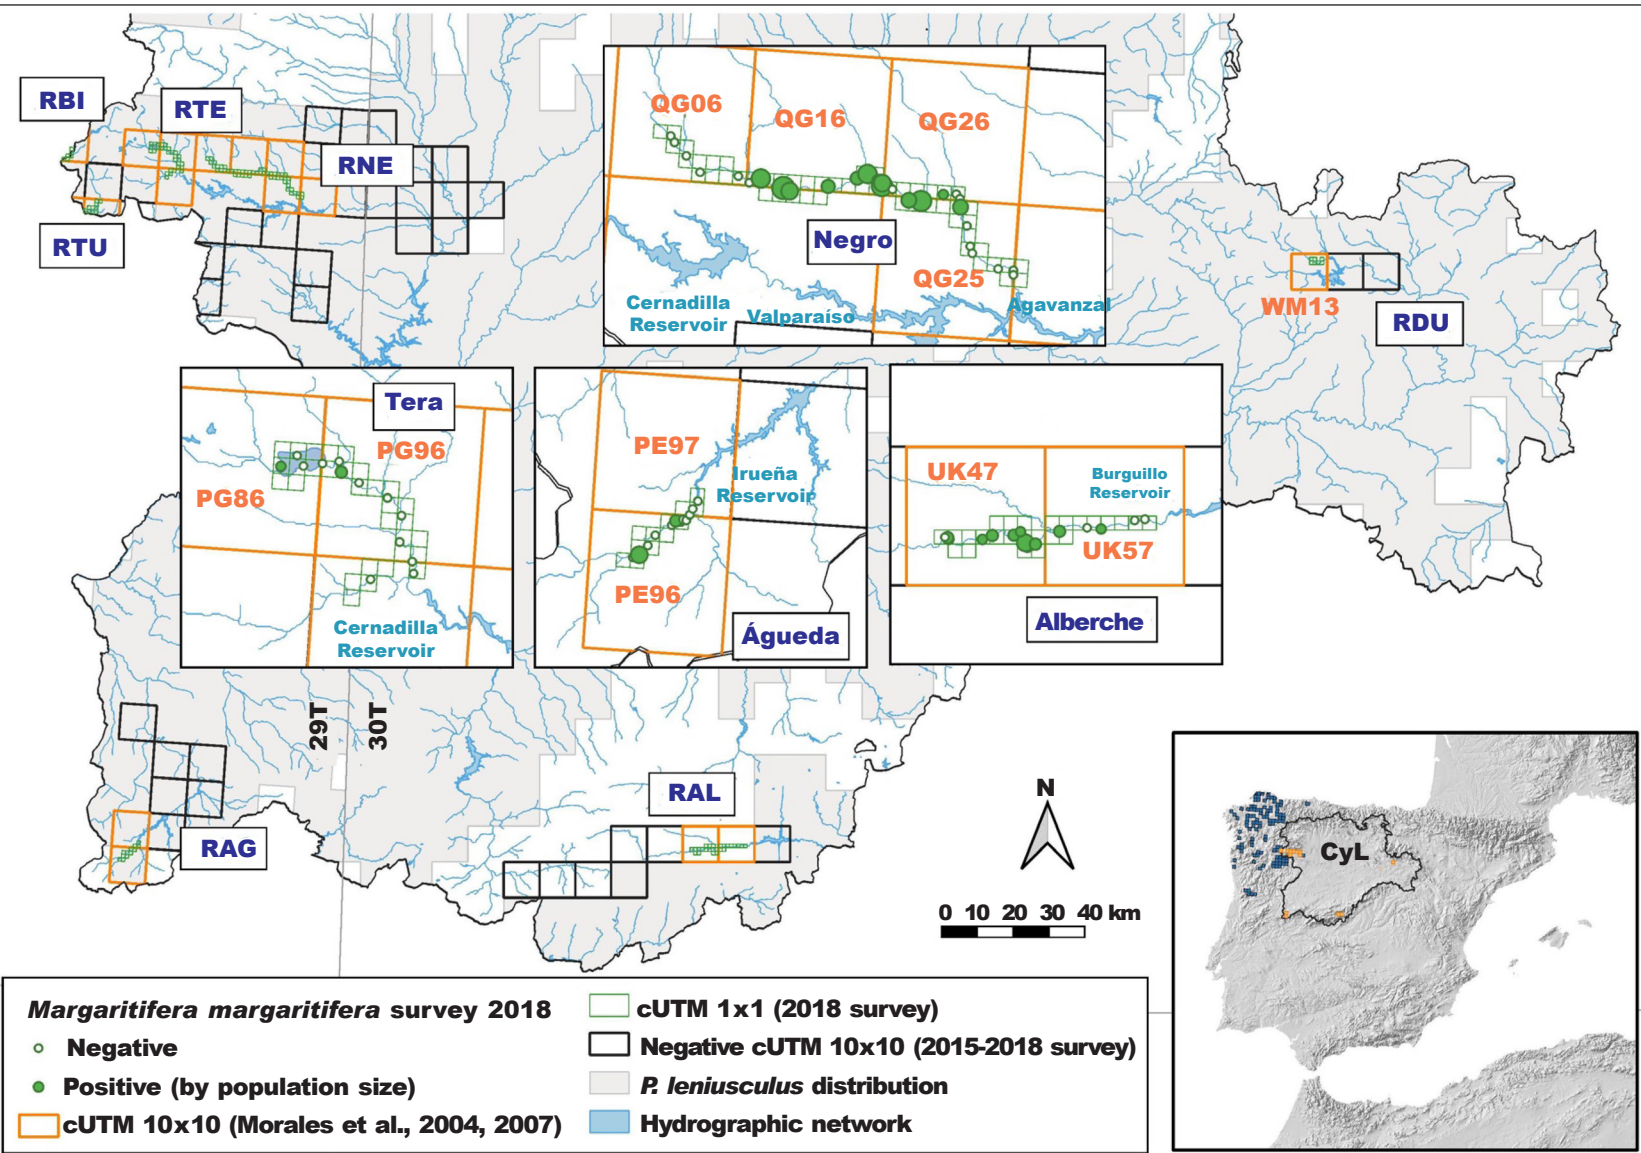 RBI
RTE
RNE
RTU
QG06
QG16
QG26
Negro
QG25
Cernadilla
Reservoir
Valparaíso
Agavanzal
WM13
RDU
Tera
PG96
PG86
Cernadilla
Reservoir
PE97
Irueña
Reservoir
PE96
Águeda
UK47
Burguillo
Reservoir
UK57
Alberche
29T
30T
RAG
RAL
N
0 10 20 30 40 km
CyL
Margaritifera margaritifera survey 2018
Negative
Positive (by population size)
cUTM 10x10 (Morales et al., 2004, 2007)
cUTM 1x1 (2018 survey)
Negative cUTM 10x10 (2015-2018 survey)
P. leniusculus distribution
Hydrographic network